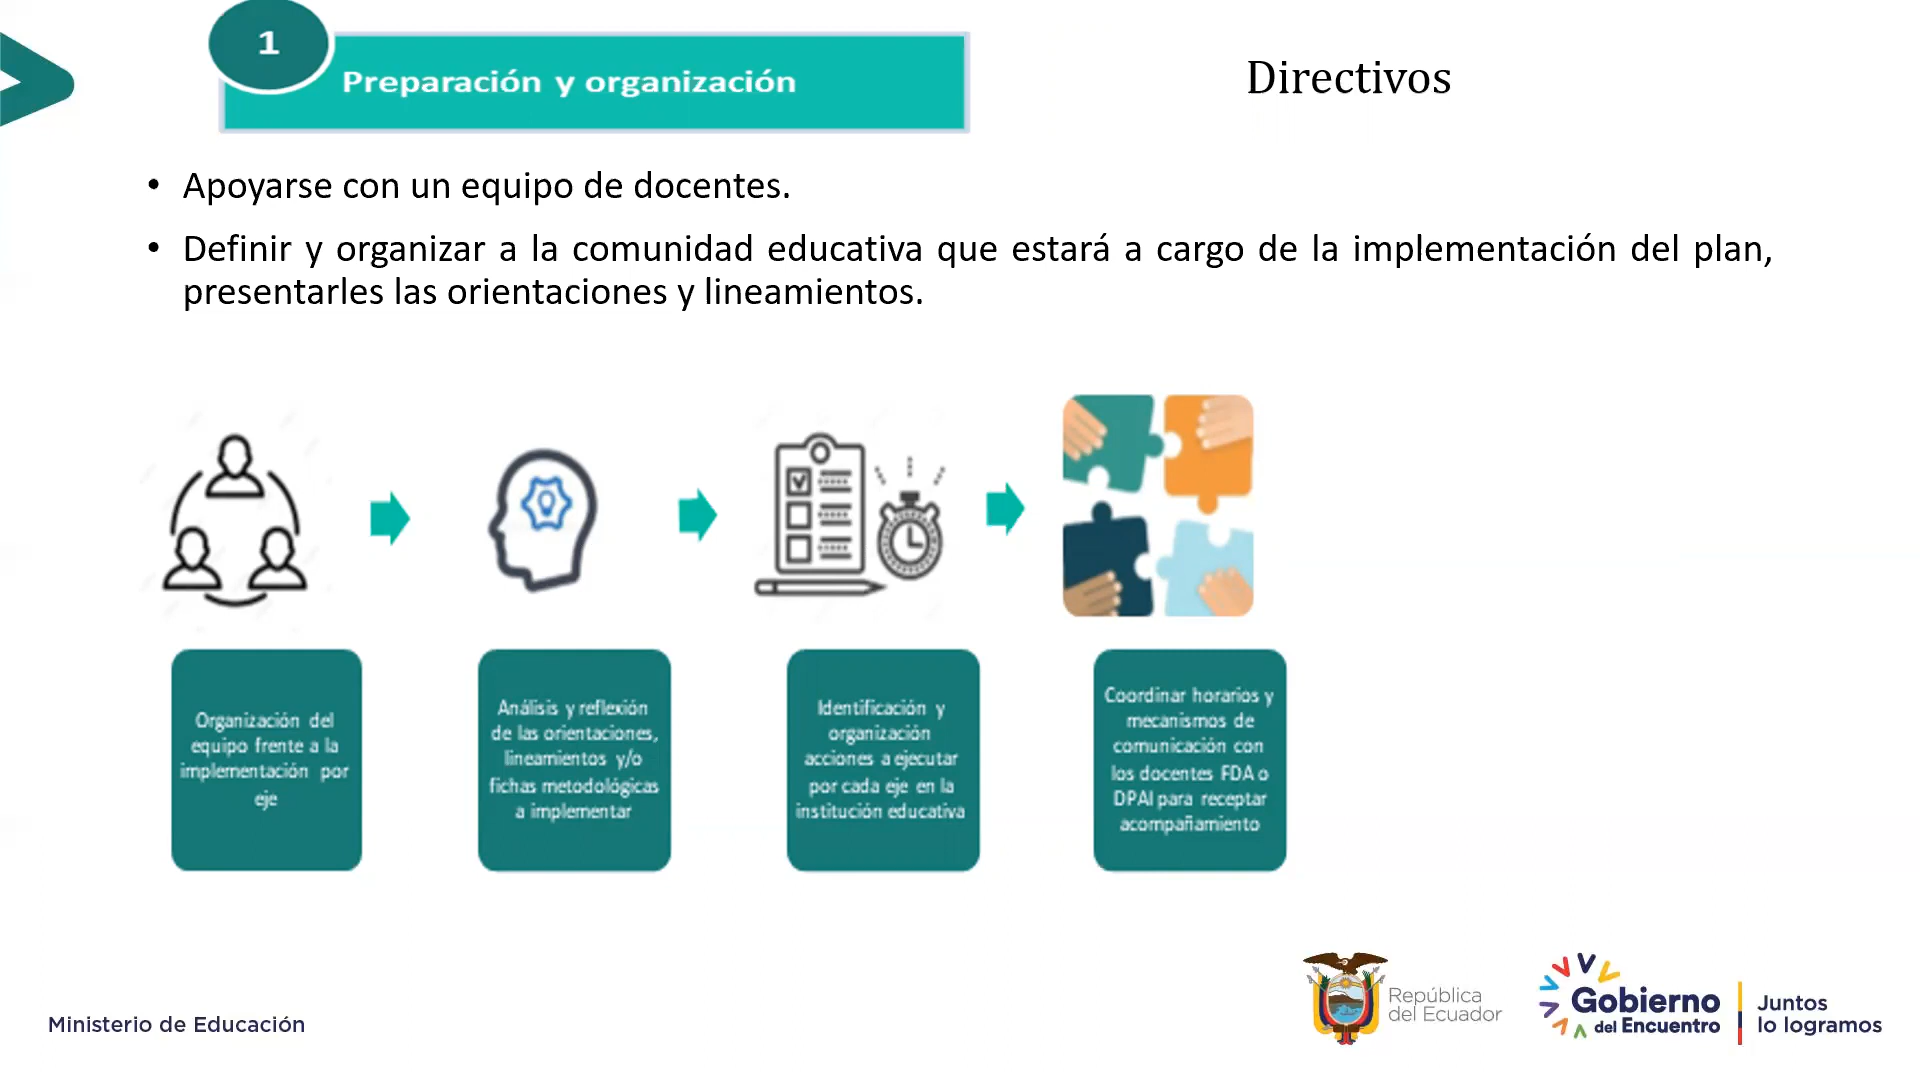 1
Preparación y organización
Directivos
• Apoyarse con un equipo de docentes.
• Definir y organizar a la comunidad educativa que estará a cargo de la implementación del plan,
presentarles las orientaciones y lineamientos.
Organización del
equipo frente a la
implementación por
eje
Análisis y reflexión
de las orientaciones,
lineamientos y/o
fichas metodológicas
a implementar
Identificación y
organización
acciones a ejecutar
por cada eje en la
institución educativa
Coordinar horarios y
mecanismos de
comunicación con
los docentes FDA o
DPAI para receptar
acompañamiento
Ministerio de Educación
República
del Ecuador
Gobierno
del Encuentro
Juntos
lo logramos